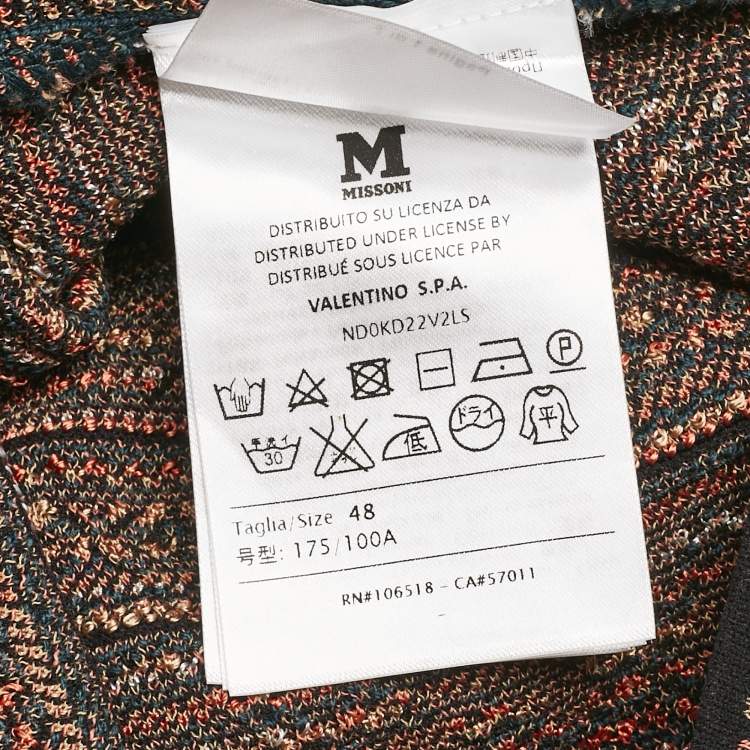 M
MISSONI
DISTRIBUITO SU LICENZA DA
DISTRIBUTED UNDER LICENSE BY
DISTRIBUÉ SOUS LICENCE PAR
VALENTINO S.P.A.
ND0KD22V2LS
P
手洗イ 30 低 ドライ 平
Taglia/Size 48
号型: 175/100A
RN#106518 - CA#57011